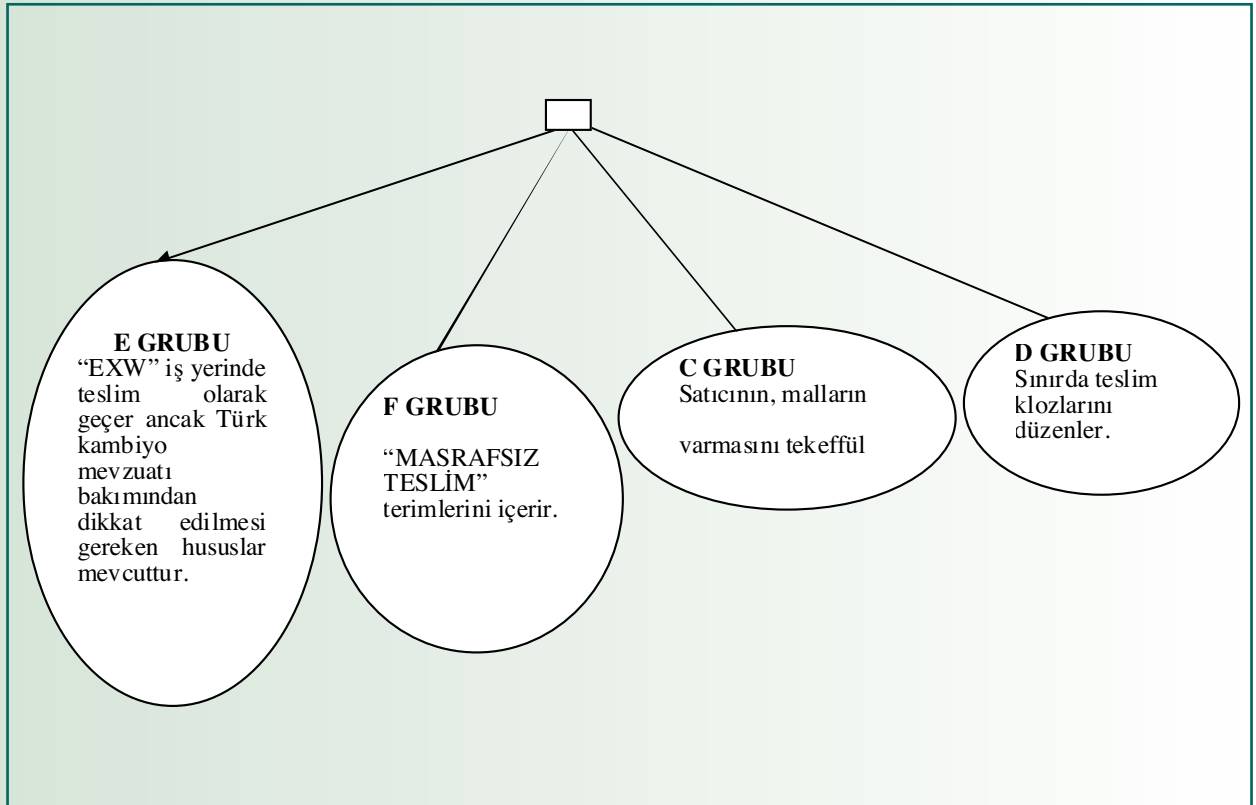 E GRUBU
“EXW” iş yerinde
teslim olarak
geçer ancak Türk
kambiyo
mevzuatı
bakımından
dikkat edilmesi
gereken hususlar
mevcuttur.
F GRUBU
“MASRAFSIZ
TESLİM”
terimlerini içerir.
C GRUBU
Satıcının, malların
varmasını tekeffül
D GRUBU
Sınırda teslim
klozlarını
düzenler.